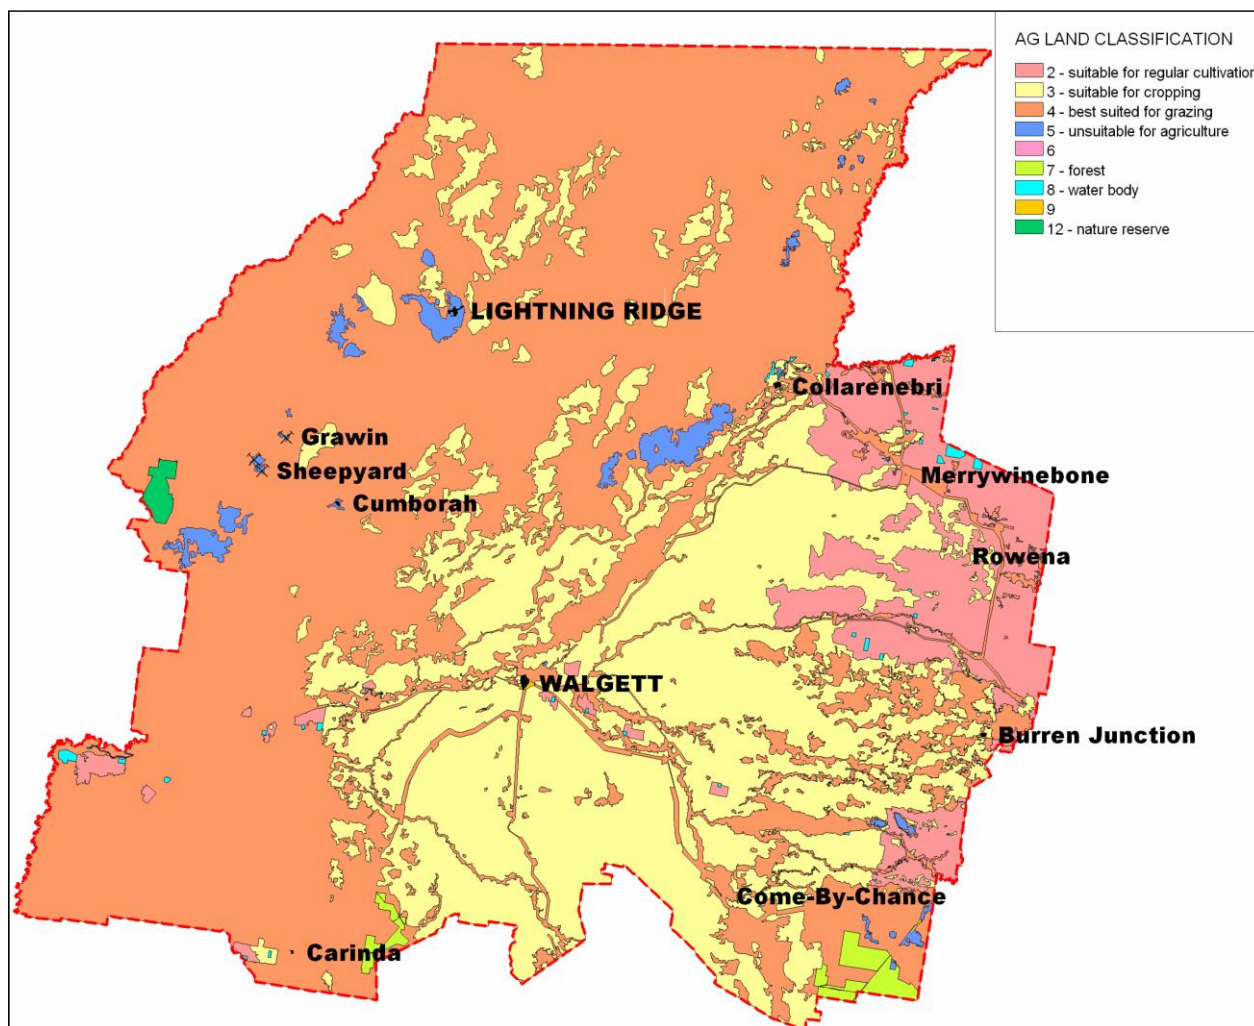 AG LAND CLASSIFICATION
2 - suitable for regular cultivation
3 - suitable for cropping
4 - best suited for grazing
5 - unsuitable for agriculture
6
7 - forest
8 - water body
9
12 - nature reserve
LIGHTNING RIDGE
Collarenebri
Grawin
Sheepyard
Merrywinebone
Cumborah
Rowena
WALGETT
Burren Junction
Come-By-Chance
Carinda